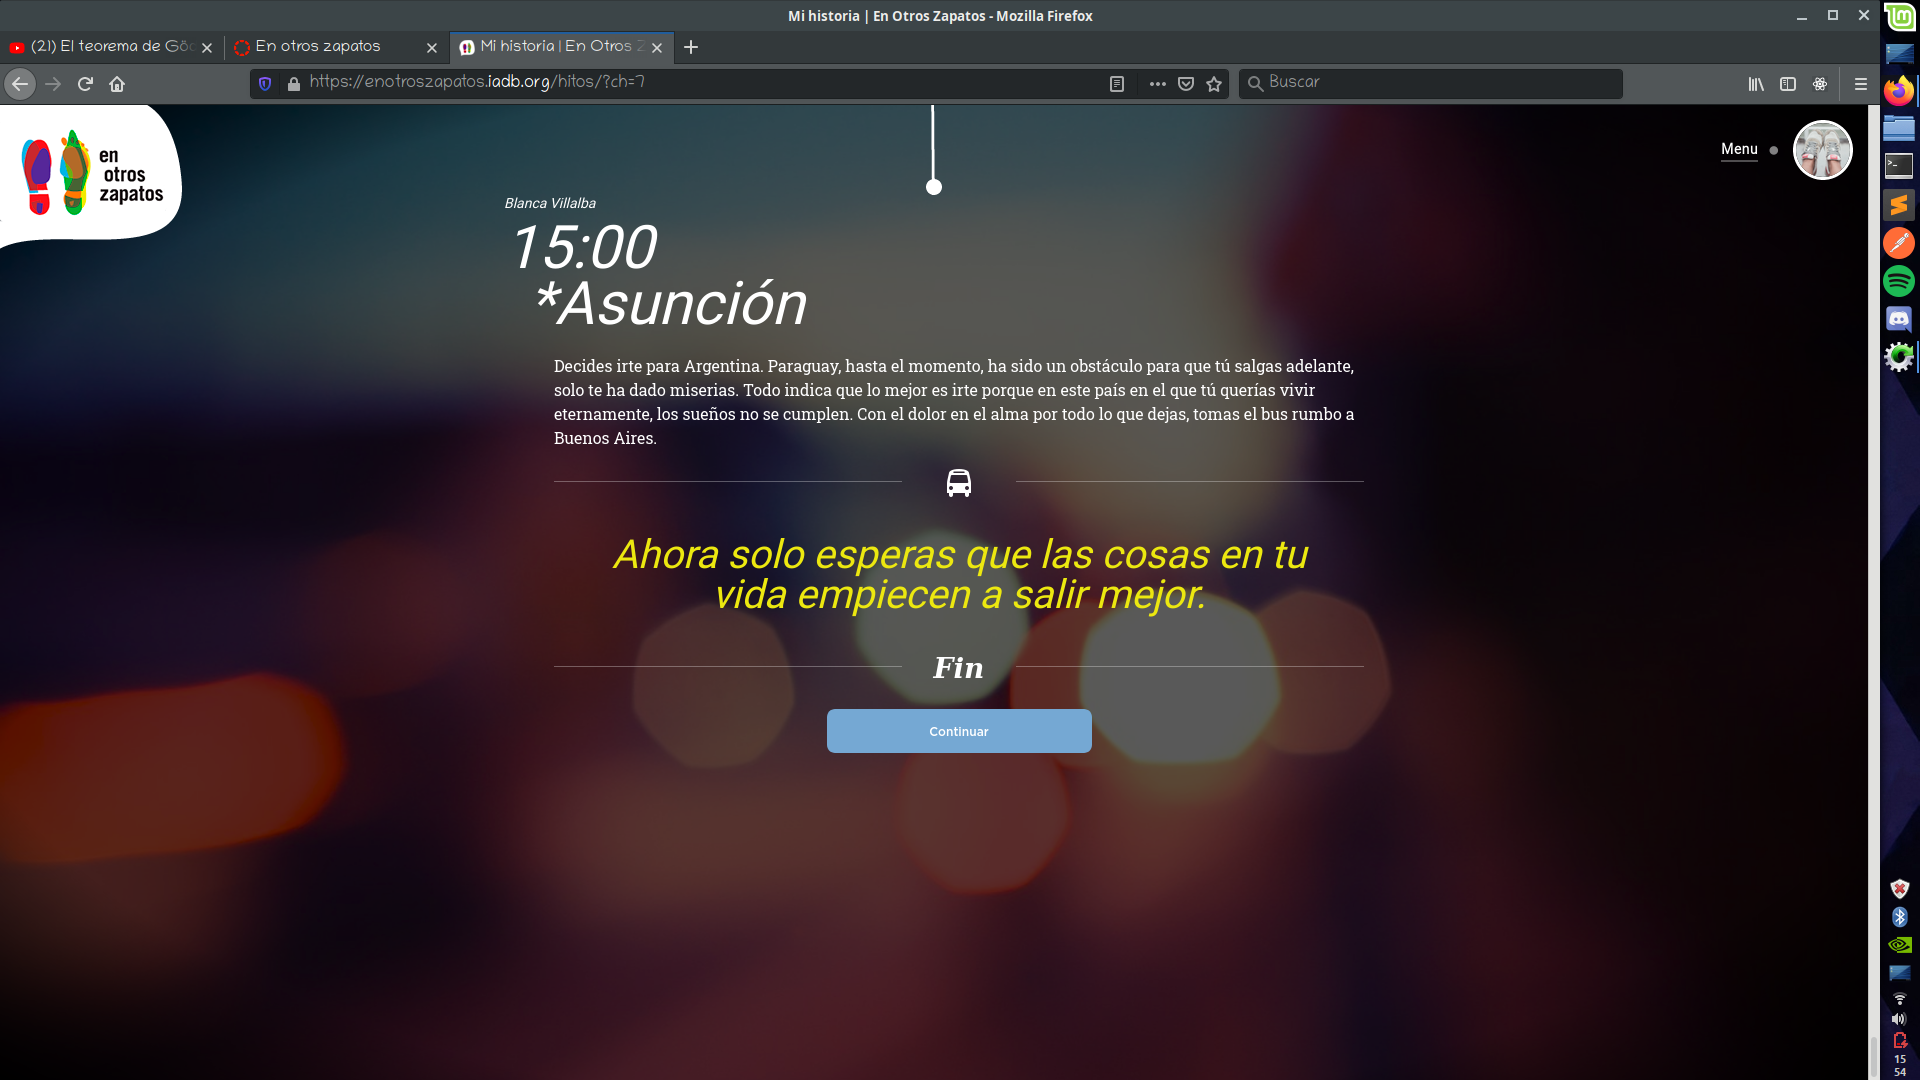 Mi historia | En Otros Zapatos - Mozilla Firefox
(21) El teorema de Göd
En otros zapatos
Mi historia | En Otros Z
https://enotroszapatos.iadb.org/hitos/?ch=7
Buscar
en
otros
zapatos
Menu
Blanca Villalba
15:00
*Asunción
Decides irte para Argentina. Paraguay, hasta el momento, ha sido un obstáculo para que tú salgas adelante,
solo te ha dado miserias. Todo indica que lo mejor es irte porque en este país en el que tú querías vivir
eternamente, los sueños no se cumplen. Con el dolor en el alma por todo lo que dejas, tomas el bus rumbo a
Buenos Aires.
Ahora solo esperas que las cosas en tu
vida empiecen a salir mejor.
Fin
Continuar
15
54